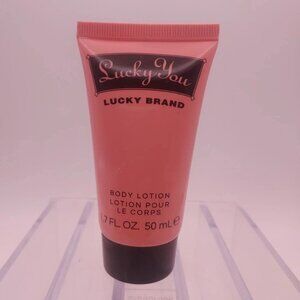 Lucky You
LUCKY BRAND
BODY LOTION
LOTION POUR
LE CORPS
1.7 FL. OZ. 50 mL ℮